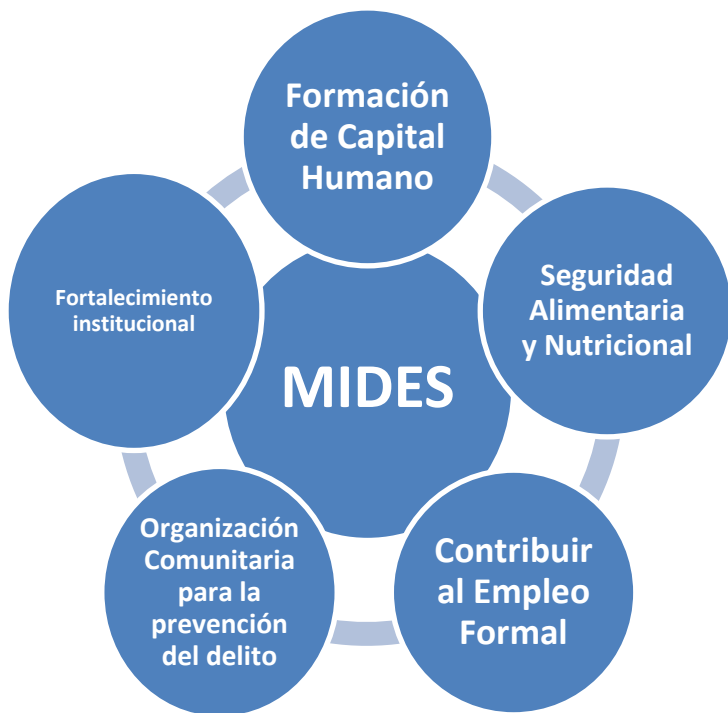 Formación
de Capital
Humano
Seguridad
Alimentaria
y Nutricional
Fortalecimiento
institucional
MIDES
Organización
Comunitaria
para la
prevención
del delito
Contribuir
al Empleo
Formal